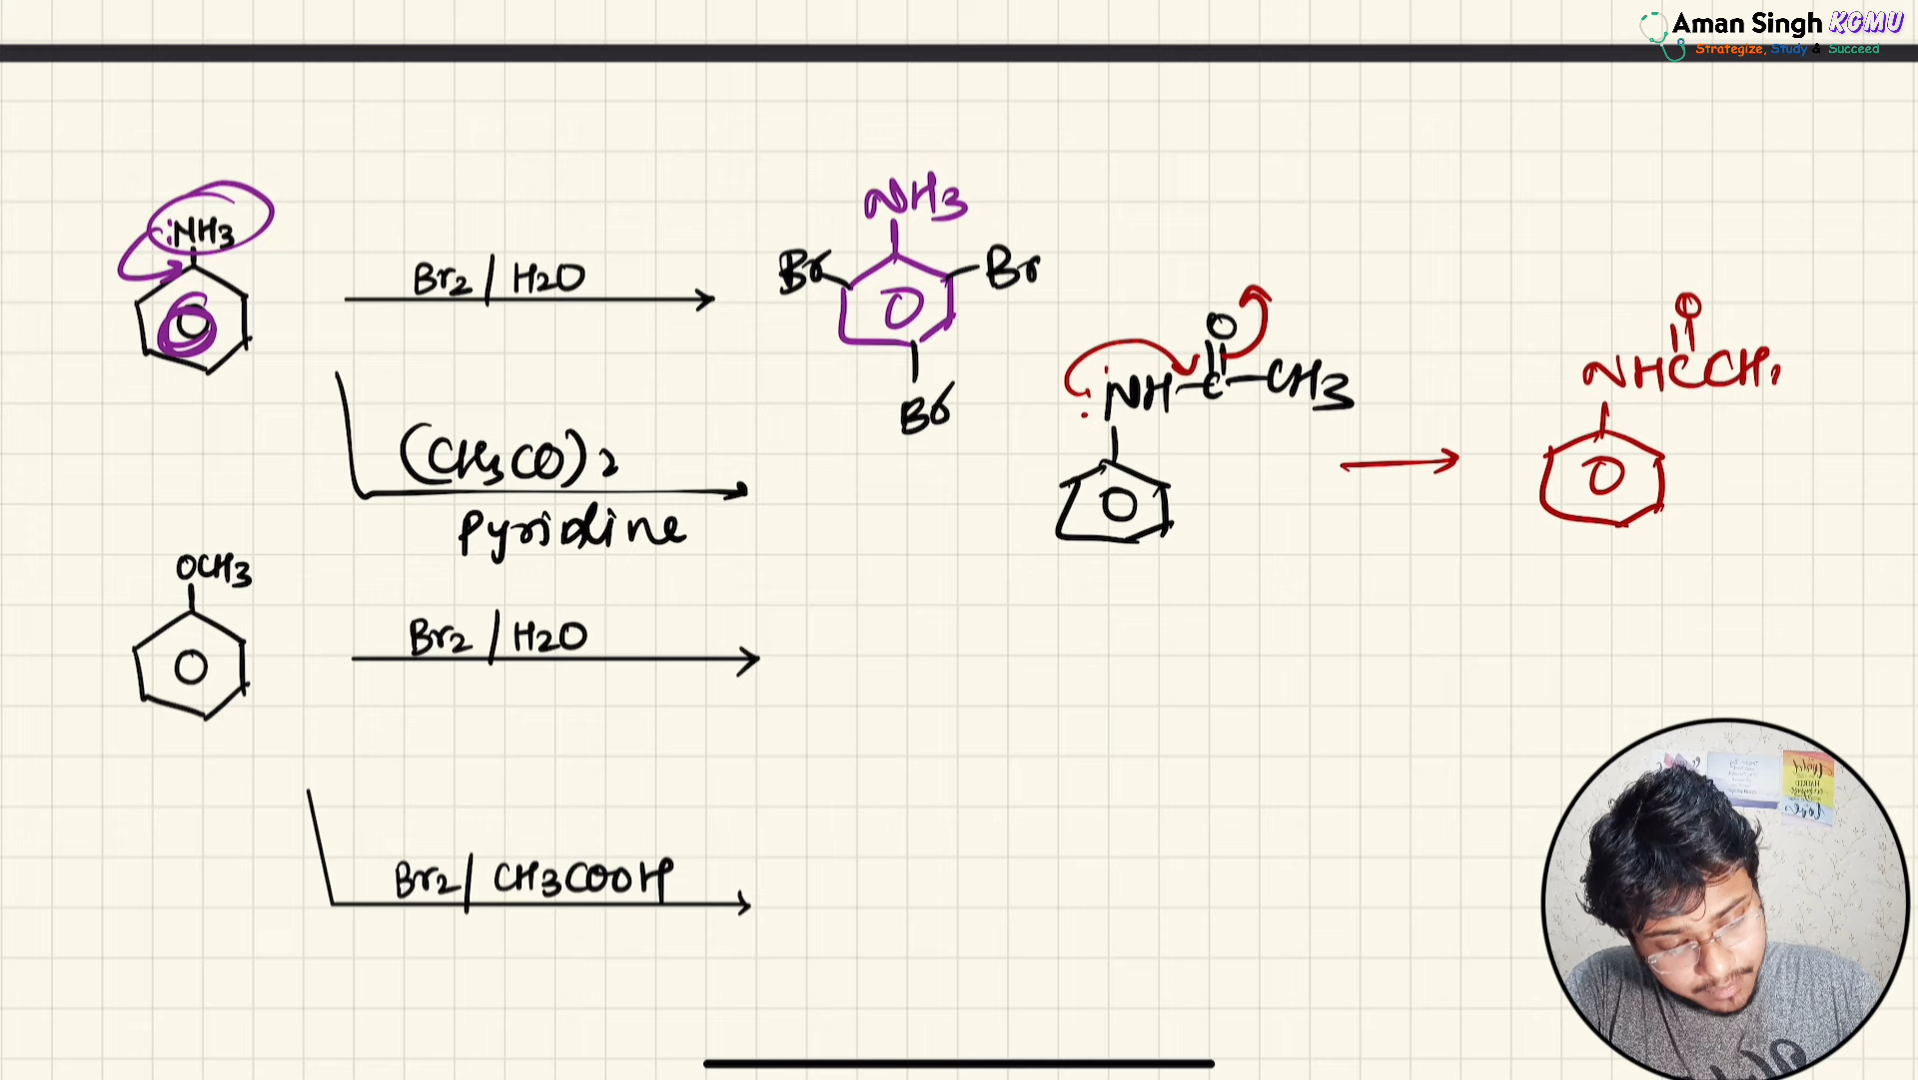 Aman Singh KGMU
Strategize, Study & Succeed
:NH3
Br2 / H2O
NH3
Br
Br
O
Br
O
:NH-C-CH3
O
O
NHCCH3
O
(CH3CO)2
Pyridine
O
OCH3
Br2 / H2O
O
Br2 / CH3COOH